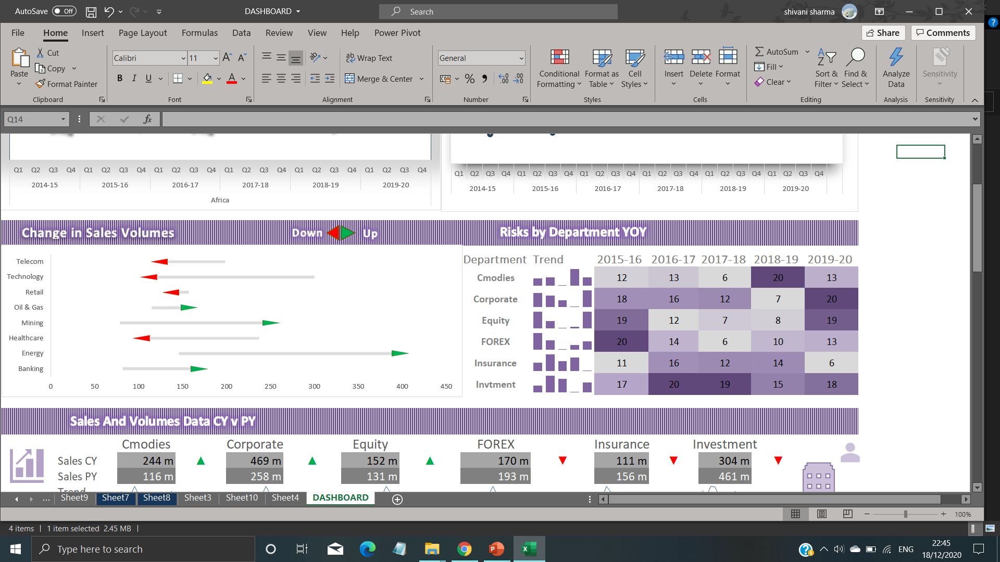 AutoSave Off DASHBOARD Search shivani sharma
File Home Insert Page Layout Formulas Data Review View Help Power Pivot Share Comments
Cut
Copy
Format Painter
Paste
Clipboard
Calibri 11
B I U A
Font
Wrap Text
Merge & Center
Alignment
General
Number
Conditional Formatting
Format as Table
Cell Styles
Styles
Insert Delete Format
Cells
AutoSum
Fill
Clear
Sort & Filter
Find & Select
Editing
Analyze Data
Analysis
Sensitivity
Sensitivity
Q14 fx
Q1 Q2 Q3 Q4 Q1 Q2 Q3 Q4 Q1 Q2 Q3 Q4 Q1 Q2 Q3 Q4 Q1 Q2 Q3 Q4 Q1 Q2 Q3 Q4
2014-15 2015-16 2016-17 2017-18 2018-19 2019-20
Africa
Q1 Q2 Q3 Q4 Q1 Q2 Q3 Q4 Q1 Q2 Q3 Q4 Q1 Q2 Q3 Q4 Q1 Q2 Q3 Q4 Q1 Q2 Q3 Q4
2014-15 2015-16 2016-17 2017-18 2018-19 2019-20
Change in Sales Volumes Down Up
Telecom
Technology
Retail
Oil & Gas
Mining
Healthcare
Energy
Banking
0 50 100 150 200 250 300 350 400 450
Risks by Department YOY
Department Trend 2015-16 2016-17 2017-18 2018-19 2019-20
Cmodies 12 13 6 20 13
Corporate 18 16 12 7 20
Equity 19 12 7 8 19
FOREX 20 14 6 10 13
Insurance 11 16 12 14 6
Invtment 17 20 19 15 18
Sales And Volumes Data CY v PY
Cmodies Corporate Equity FOREX Insurance Investment
Sales CY 244 m 469 m 152 m 170 m 111 m 304 m
Sales PY 116 m 258 m 131 m 193 m 156 m 461 m
Trend
... Sheet9 Sheet7 Sheet8 Sheet3 Sheet10 Sheet4 DASHBOARD
100%
4 items 1 item selected 2.45 MB
Type here to search
ENG
22:45
18/12/2020